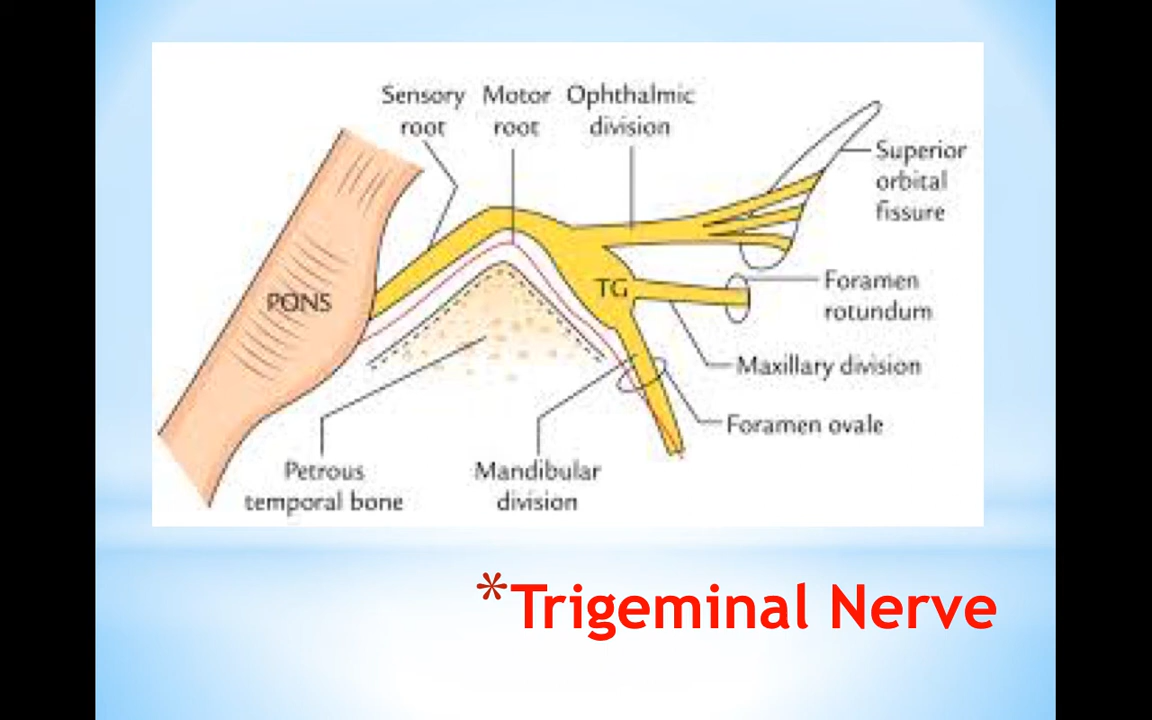 Sensory root
Motor root
Ophthalmic division
Superior orbital fissure
PONS
TG
Foramen rotundum
Maxillary division
Foramen ovale
Petrous temporal bone
Mandibular division
*Trigeminal Nerve